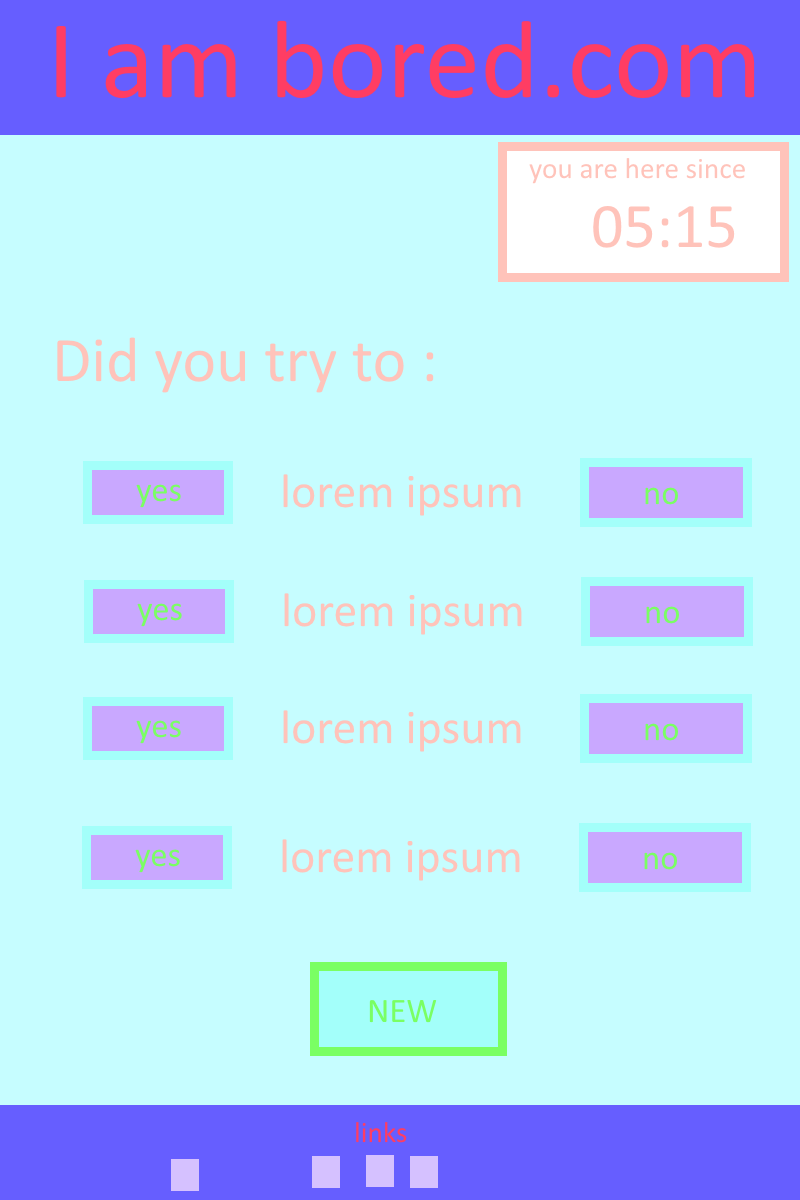 I am bored.com
you are here since
05:15
Did you try to :
yes lorem ipsum no
yes lorem ipsum no
yes lorem ipsum no
yes lorem ipsum no
NEW
links